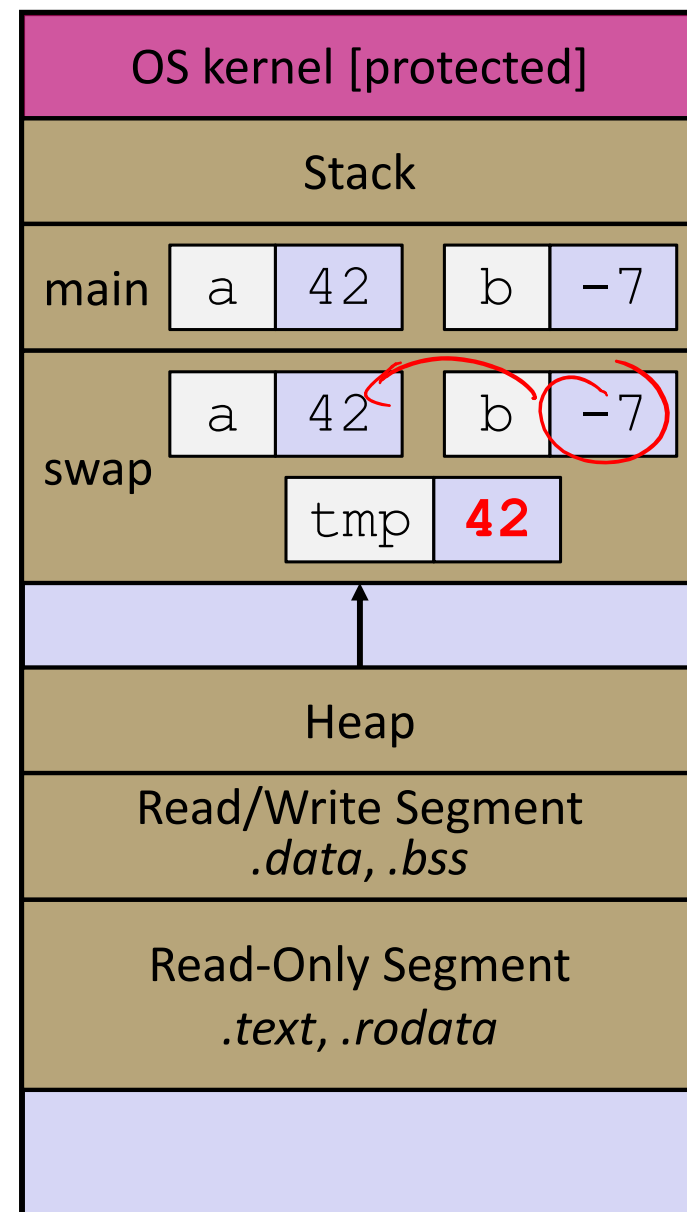 OS kernel [protected]
Stack
main a 42 b -7
swap a 42 b -7
tmp 42
Heap
Read/Write Segment
.data, .bss
Read-Only Segment
.text, .rodata